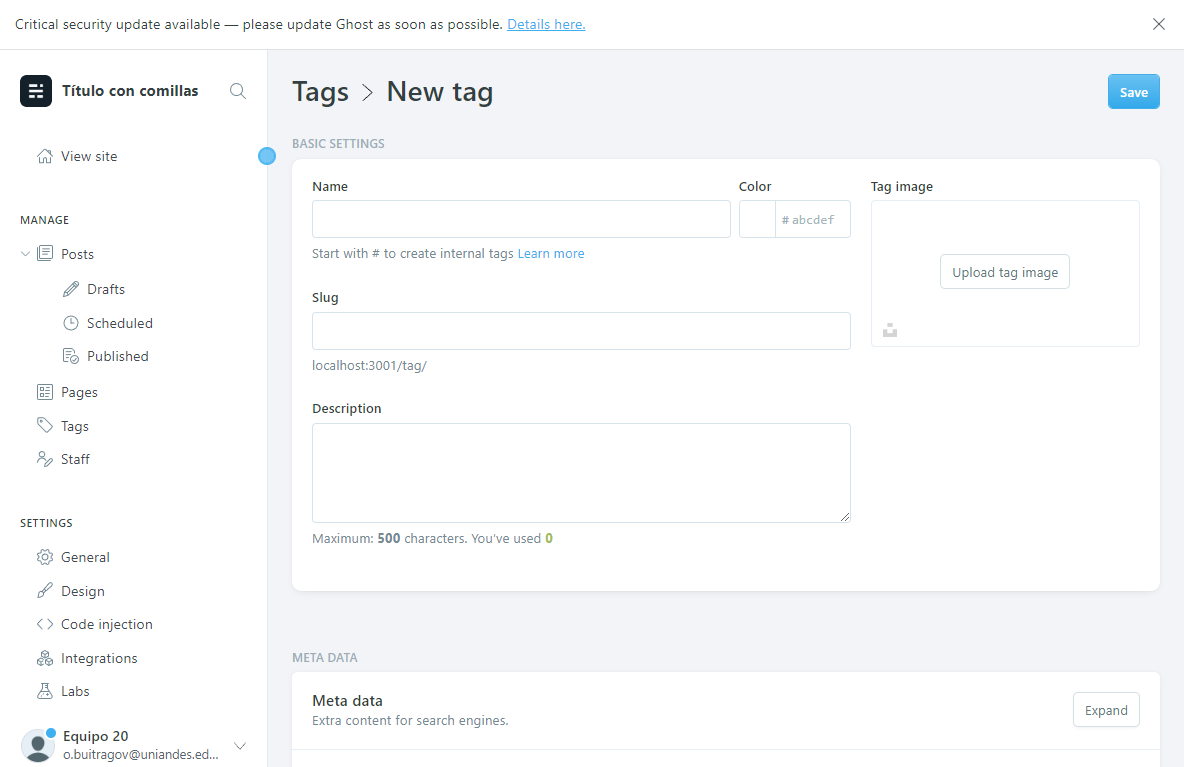 Critical security update available — please update Ghost as soon as possible. Details here.
Título con comillas
View site
MANAGE
Posts
Drafts
Scheduled
Published
Pages
Tags
Staff
SETTINGS
General
Design
Code injection
Integrations
Labs
Equipo 20
o.buitragov@uniandes.ed...
Tags > New tag
Save
BASIC SETTINGS
Name
Color
# abcdef
Start with # to create internal tags Learn more
Slug
localhost:3001/tag/
Description
Maximum: 500 characters. You've used 0
Tag image
Upload tag image
META DATA
Meta data
Extra content for search engines.
Expand